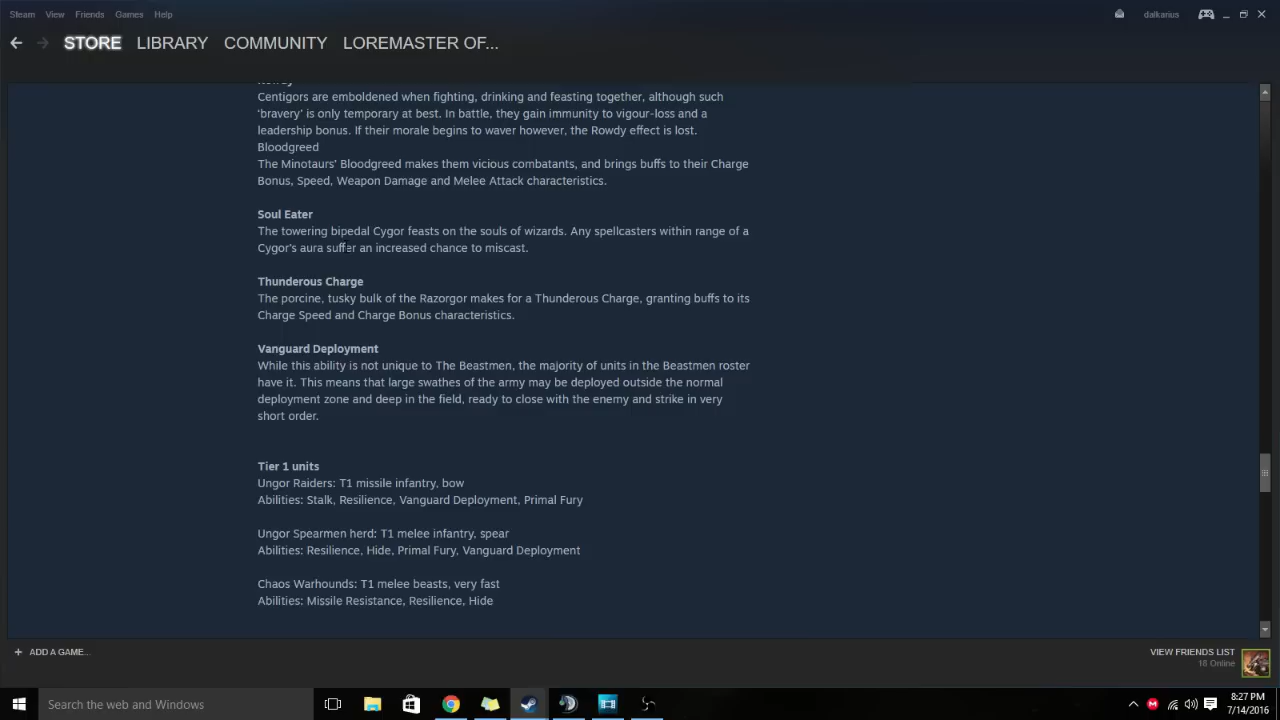 Steam View Friends Games Help
dalkarius
STORE LIBRARY COMMUNITY LOREMASTER OF...
Centigors are emboldened when fighting, drinking and feasting together, although such
‘bravery’ is only temporary at best. In battle, they gain immunity to vigour-loss and a
leadership bonus. If their morale begins to waver however, the Rowdy effect is lost.
Bloodgreed
The Minotaurs’ Bloodgreed makes them vicious combatants, and brings buffs to their Charge
Bonus, Speed, Weapon Damage and Melee Attack characteristics.
Soul Eater
The towering bipedal Cygor feasts on the souls of wizards. Any spellcasters within range of a
Cygor’s aura suffer an increased chance to miscast.
Thunderous Charge
The porcine, tusky bulk of the Razorgor makes for a Thunderous Charge, granting buffs to its
Charge Speed and Charge Bonus characteristics.
Vanguard Deployment
While this ability is not unique to The Beastmen, the majority of units in the Beastmen roster
have it. This means that large swathes of the army may be deployed outside the normal
deployment zone and deep in the field, ready to close with the enemy and strike in very
short order.
Tier 1 units
Ungor Raiders: T1 missile infantry, bow
Abilities: Stalk, Resilience, Vanguard Deployment, Primal Fury
Ungor Spearmen herd: T1 melee infantry, spear
Abilities: Resilience, Hide, Primal Fury, Vanguard Deployment
Chaos Warhounds: T1 melee beasts, very fast
Abilities: Missile Resistance, Resilience, Hide
+ ADD A GAME...
VIEW FRIENDS LIST
16 Online
Search the web and Windows
8:27 PM
7/14/2016